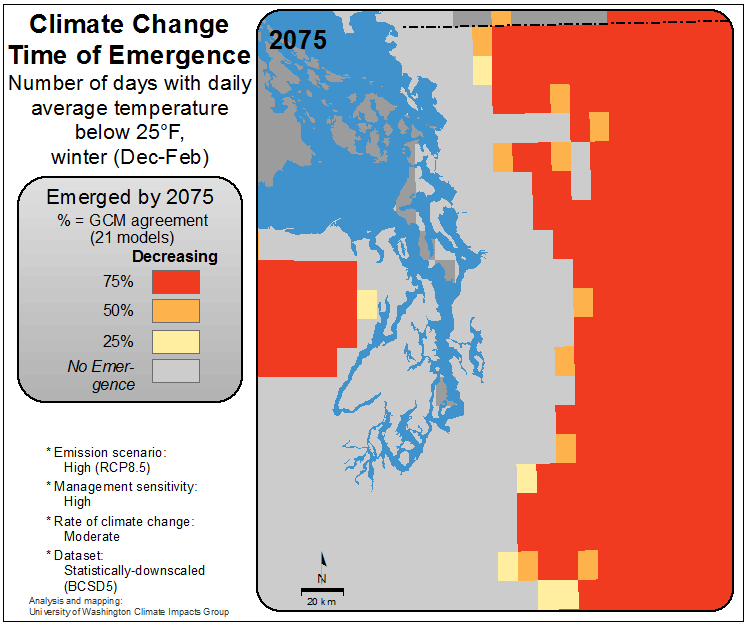 Climate Change
Time of Emergence
Number of days with daily
average temperature
below 25°F,
winter (Dec-Feb)
2075
Emerged by 2075
% = GCM agreement
(21 models)
Decreasing
75%
50%
25%
No Emer-
gence
* Emission scenario:
High (RCP8.5)
* Management sensitivity:
High
* Rate of climate change:
Moderate
* Dataset:
Statistically-downscaled
(BCSD5)
Analysis and mapping:
University of Washington Climate Impacts Group
N
20 km